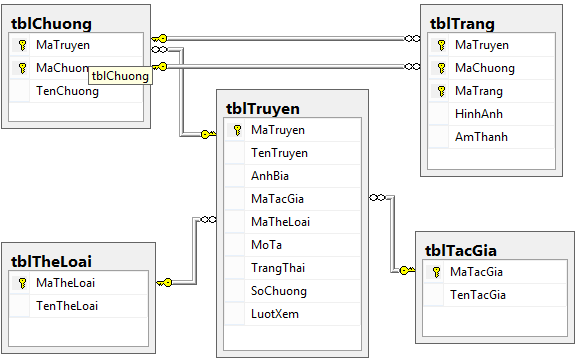 tblChuong
MaTruyen
MaChuong
TenChuong
tblChuong
tblTrang
MaTruyen
MaChuong
MaTrang
HinhAnh
AmThanh
tblTruyen
MaTruyen
TenTruyen
AnhBia
MaTacGia
MaTheLoai
MoTa
TrangThai
SoChuong
LuotXem
tblTheLoai
MaTheLoai
TenTheLoai
tblTacGia
MaTacGia
TenTacGia